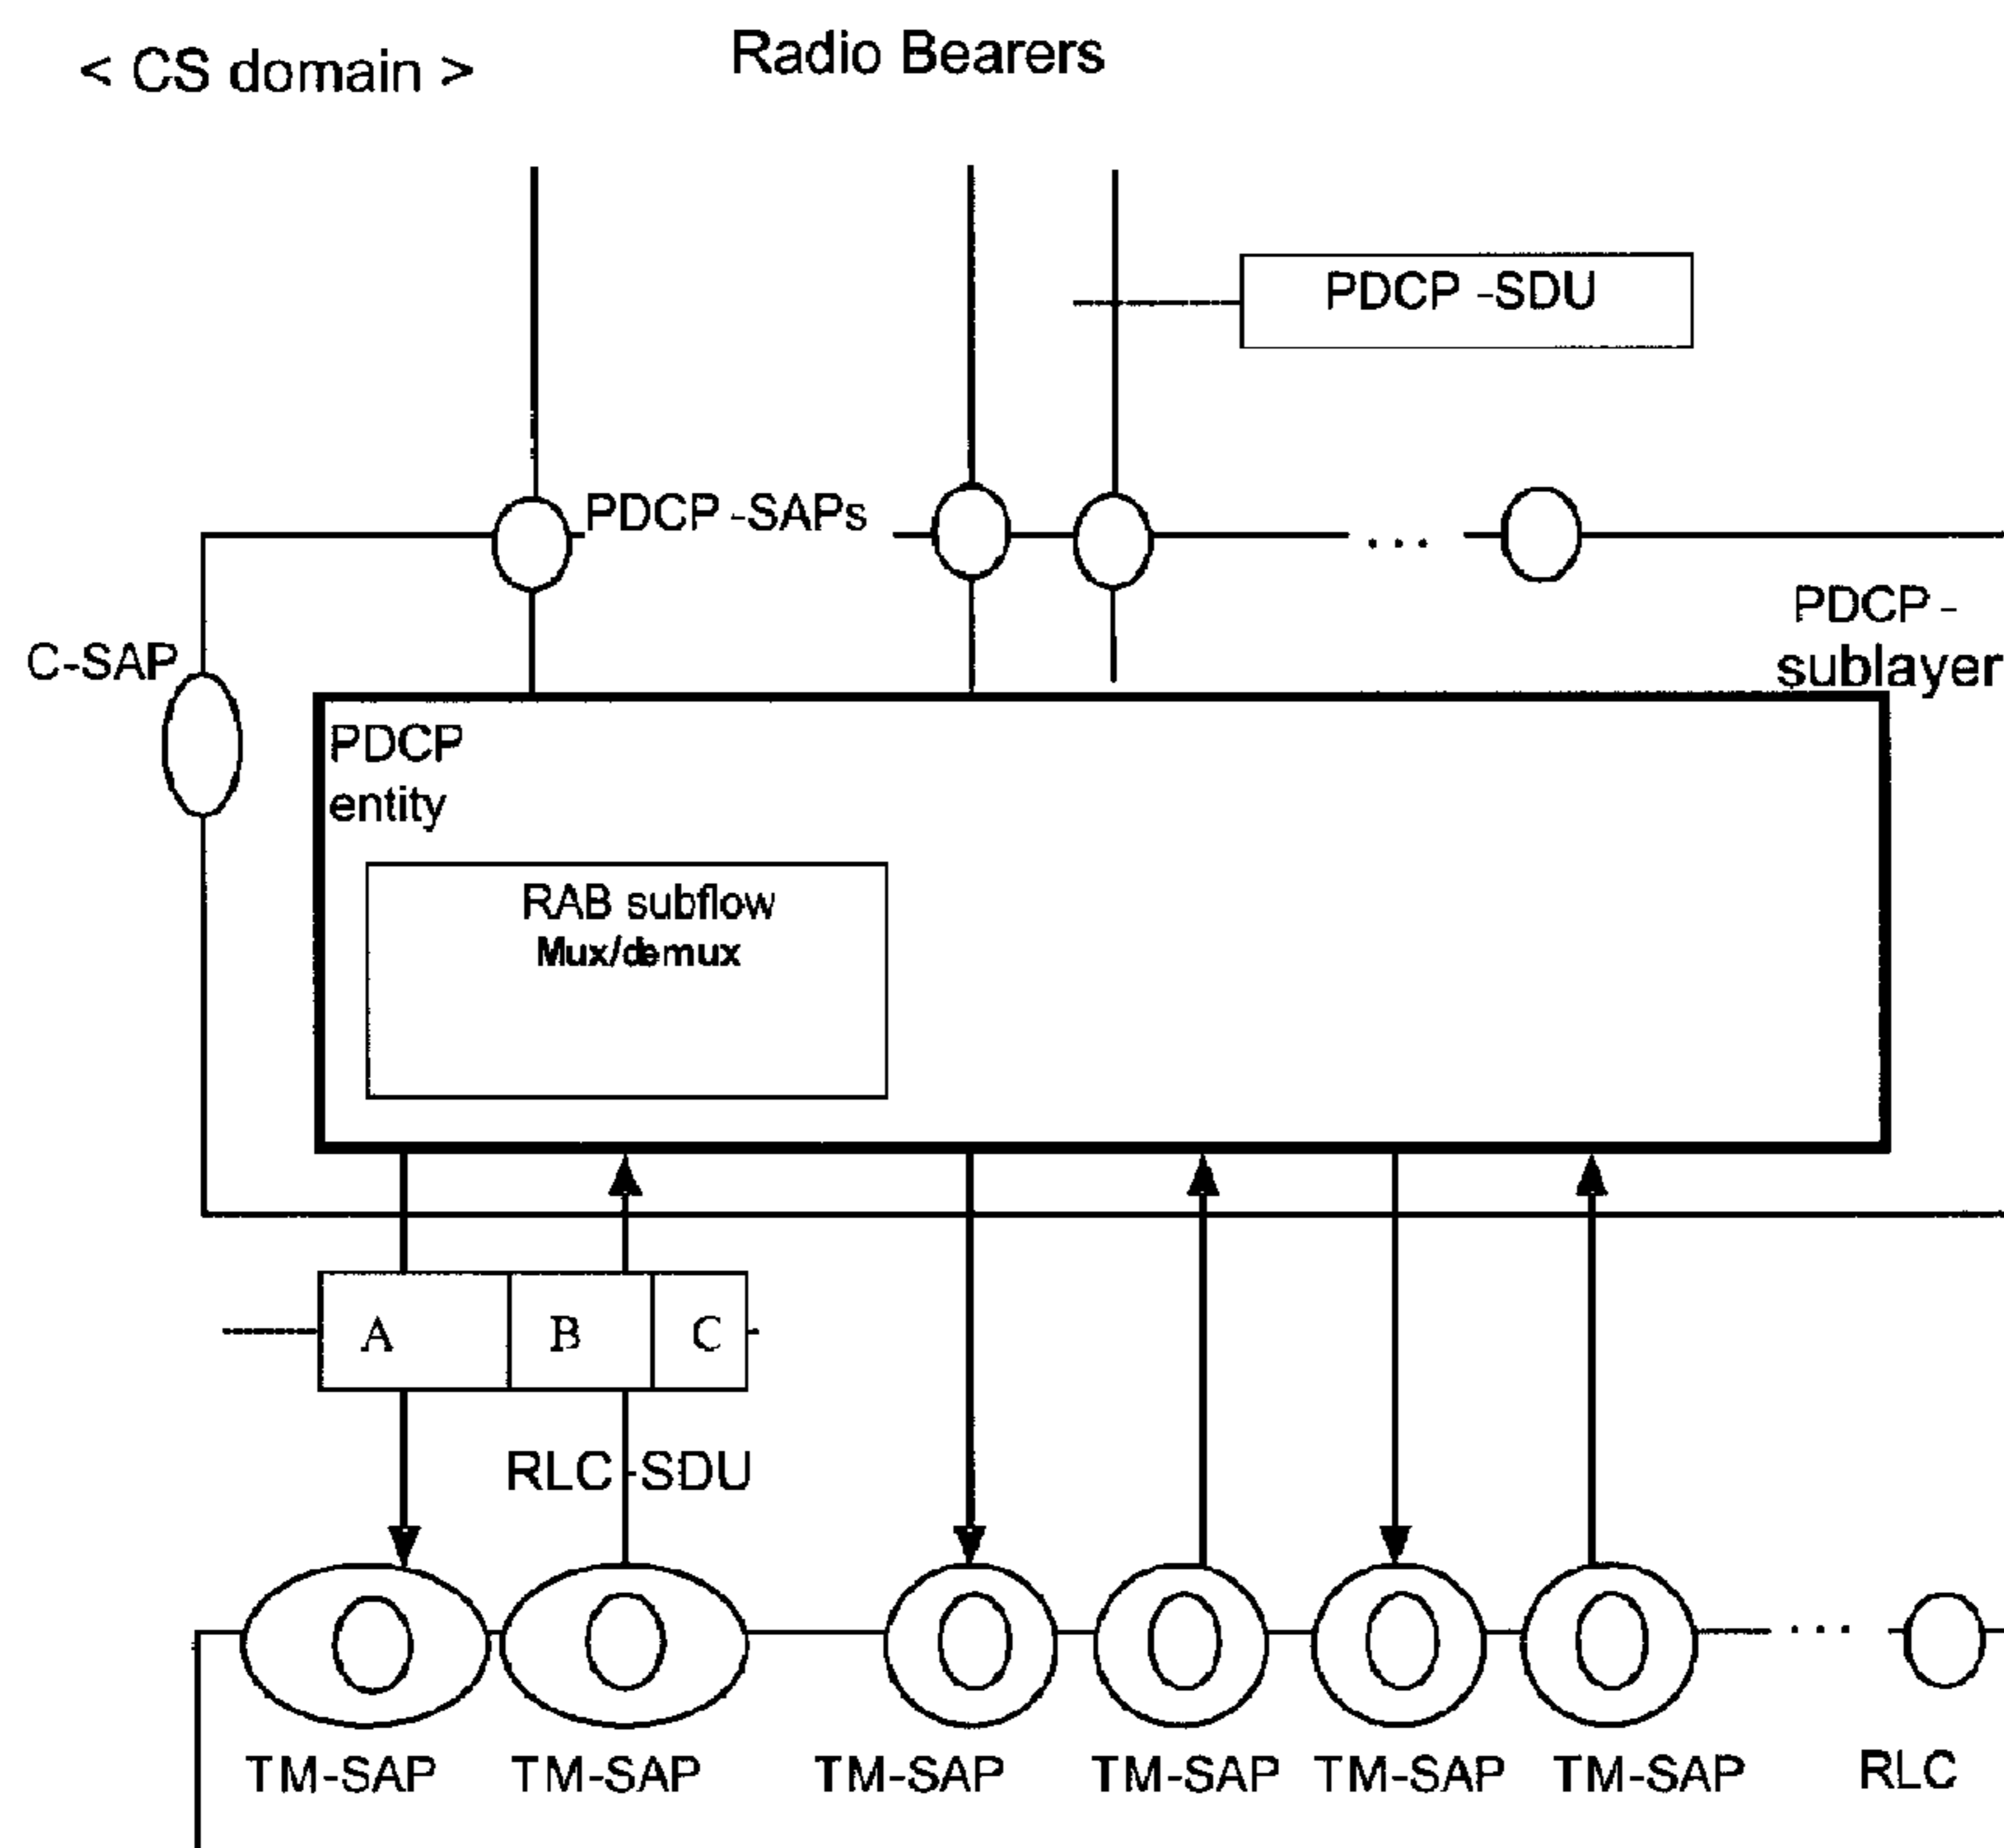 < CS domain >
Radio Bearers
PDCP -SDU
PDCP -SAPs
...
PDCP -
sublayer
C-SAP
PDCP
entity
RAB subflow
Mux/demux
A B C
RLC -SDU
...
TM-SAP TM-SAP TM-SAP TM-SAP TM-SAP TM-SAP RLC